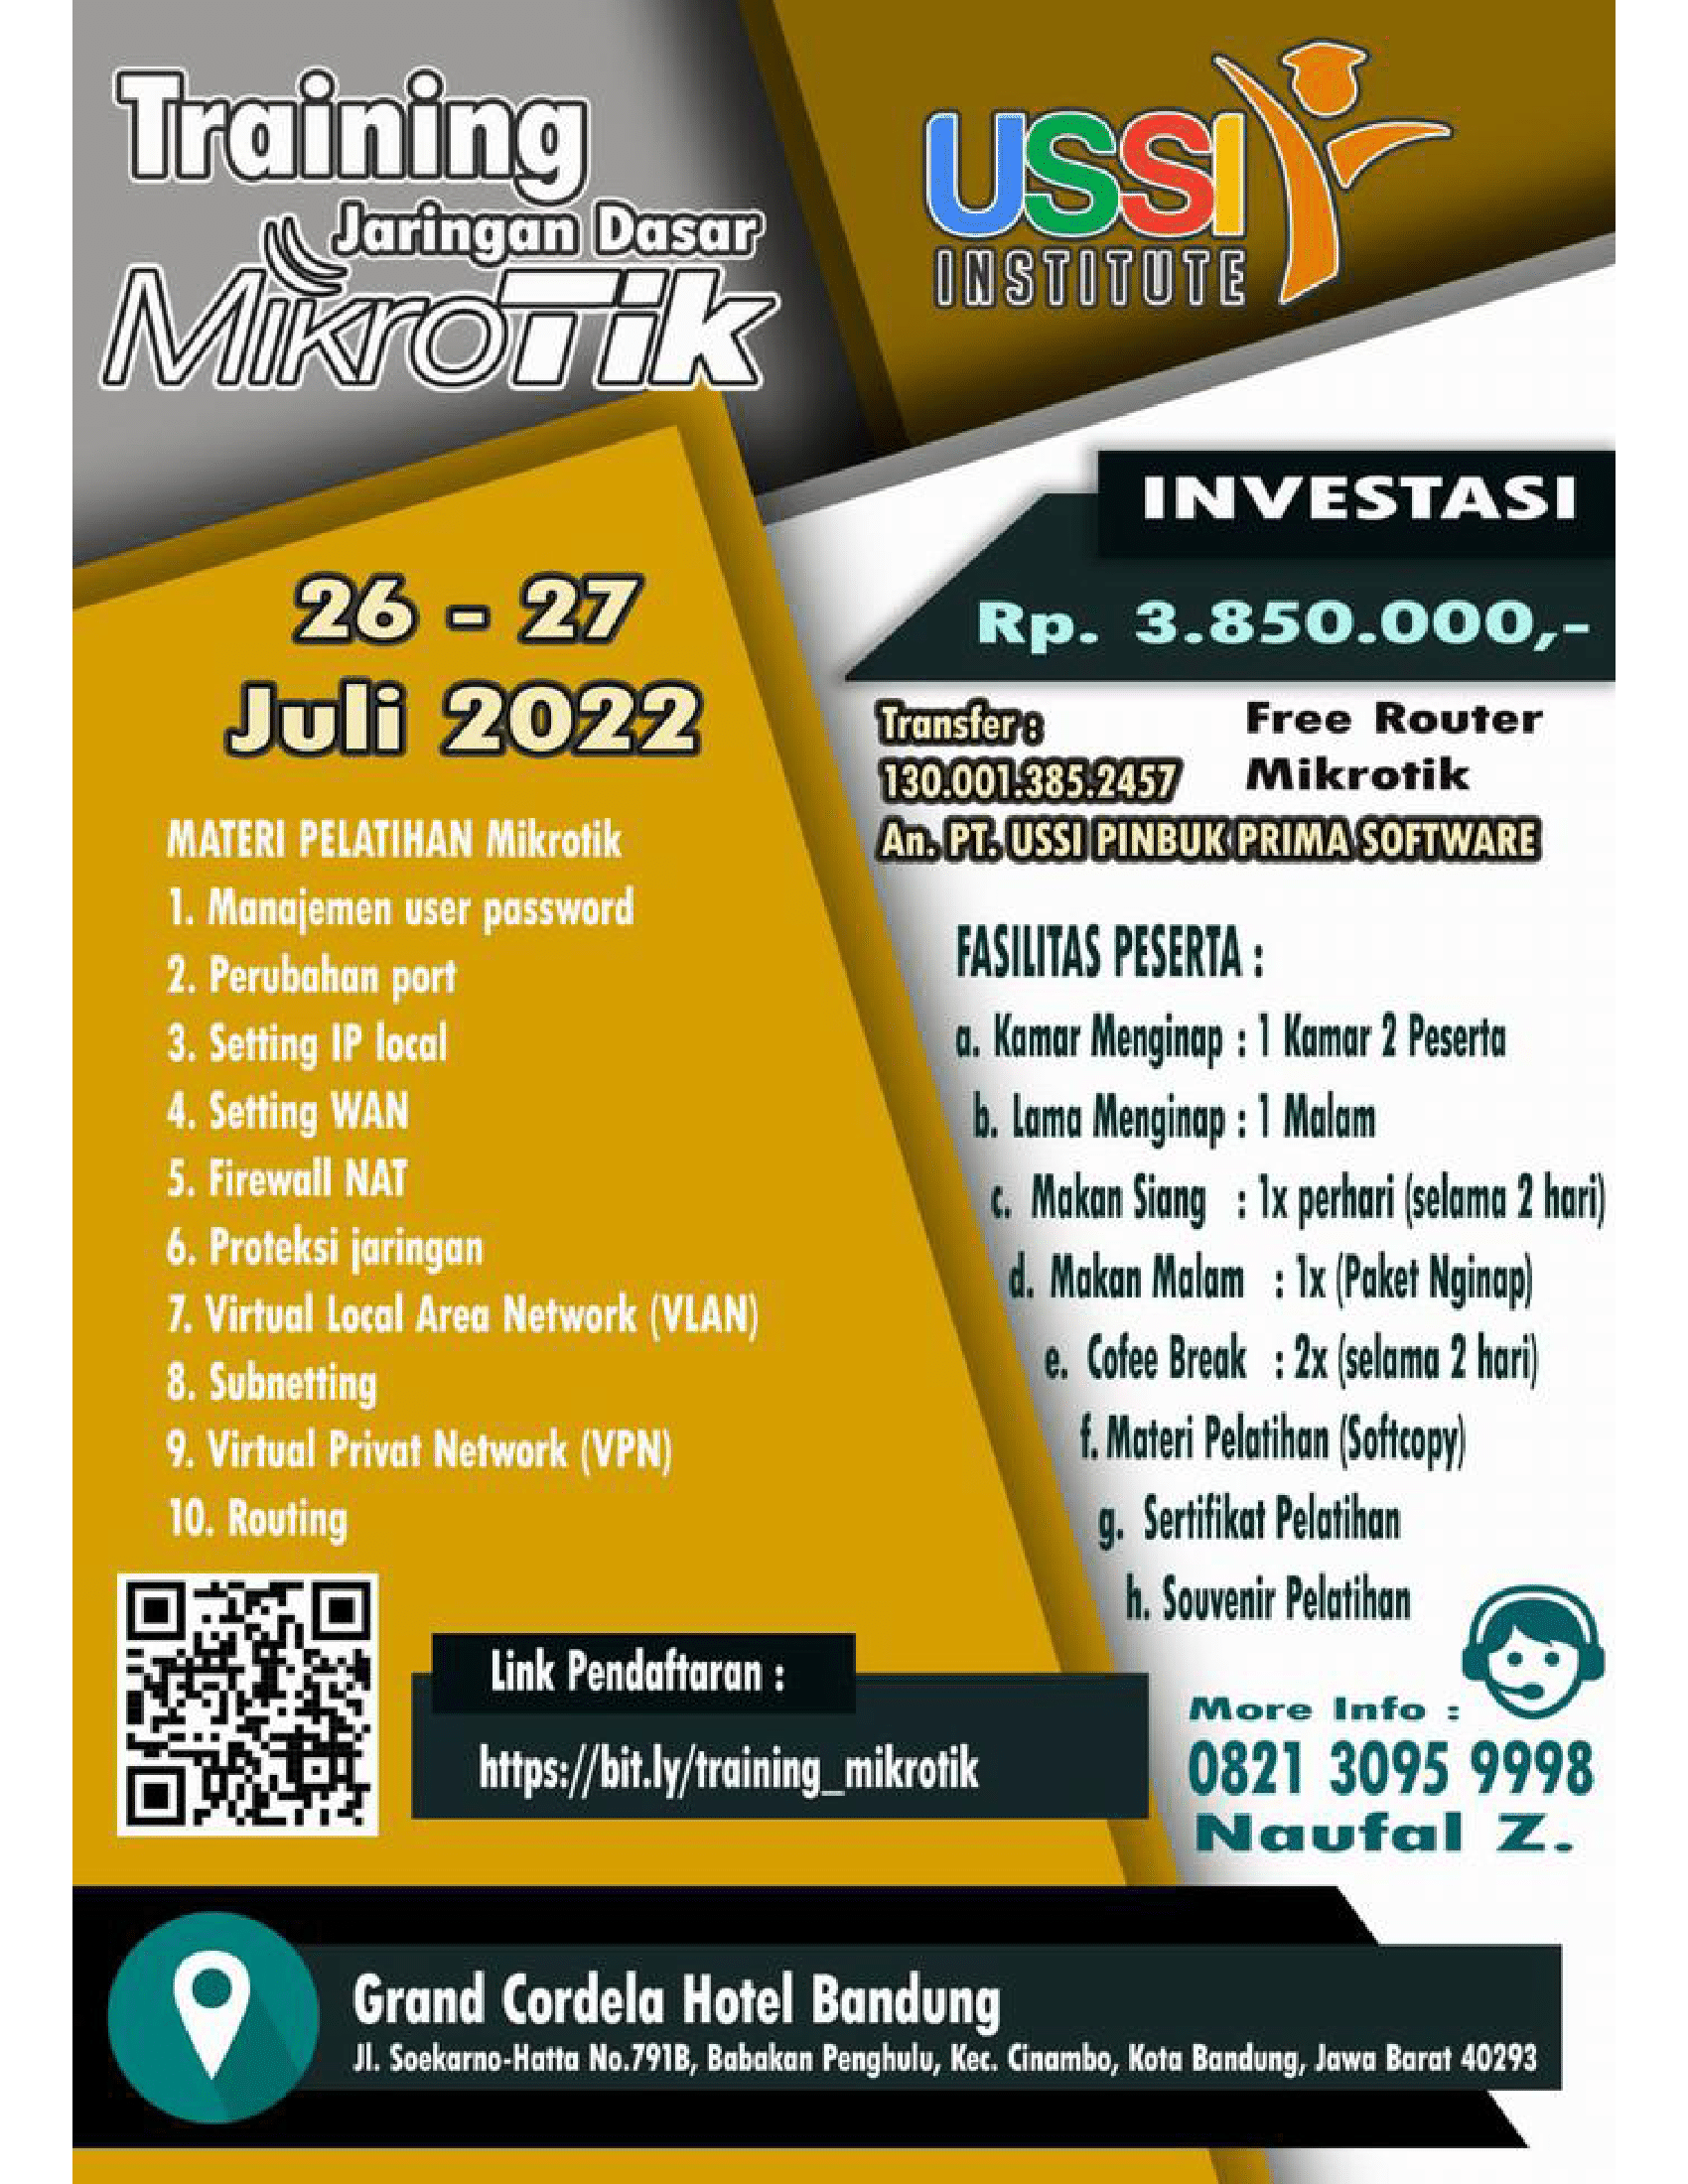 Training
Jaringan Dasar
MikroTik
USSI
INSTITUTE
26 - 27
Juli 2022
MATERI PELATIHAN Mikrotik
1. Manajemen user password
2. Perubahan port
3. Setting IP local
4. Setting WAN
5. Firewall NAT
6. Proteksi jaringan
7. Virtual Local Area Network (VLAN)
8. Subnetting
9. Virtual Privat Network (VPN)
10. Routing
Link Pendaftaran :
https://bit.ly/training_mikrotik
INVESTASI
Rp. 3.850.000,-
Transfer :
130.001.385.2457
An. PT. USSI PINBUK PRIMA SOFTWARE
Free Router
Mikrotik
FASILITAS PESERTA :
a. Kamar Menginap : 1 Kamar 2 Peserta
b. Lama Menginap : 1 Malam
c. Makan Siang : 1x perhari (selama 2 hari)
d. Makan Malam : 1x (Paket Nginap)
e. Cofee Break : 2x (selama 2 hari)
f. Materi Pelatihan (Softcopy)
g. Sertifikat Pelatihan
h. Souvenir Pelatihan
More Info :
0821 3095 9998
Naufal Z.
Grand Cordela Hotel Bandung
Jl. Soekarno-Hatta No.791B, Babakan Penghulu, Kec. Cinambo, Kota Bandung, Jawa Barat 40293